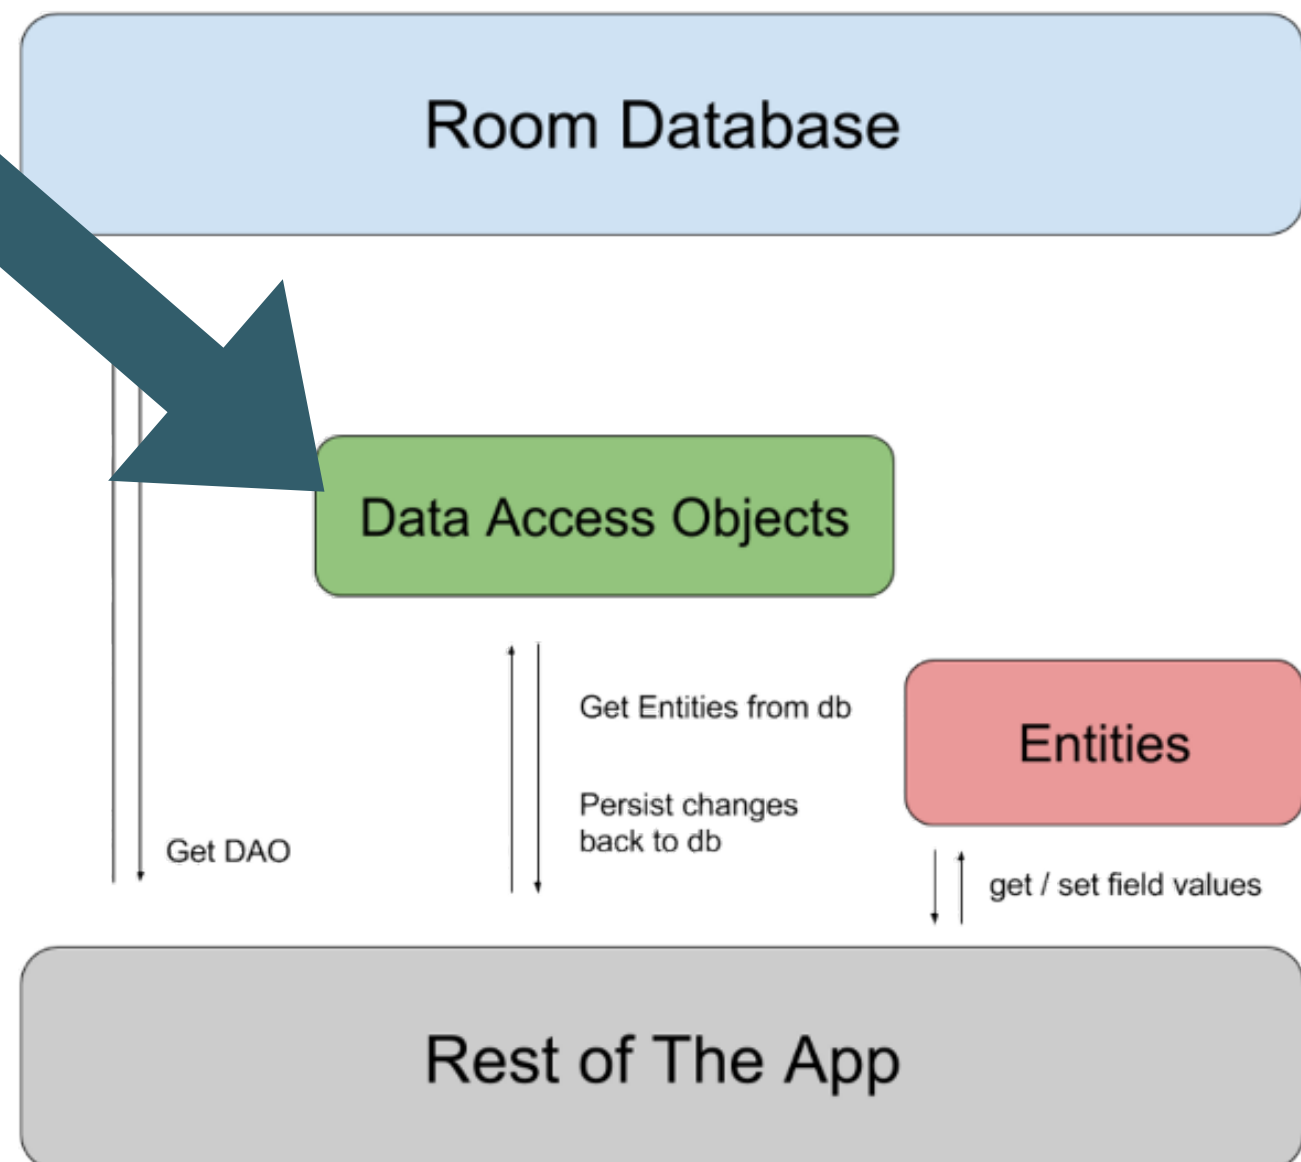 Room Database
Data Access Objects
Get Entities from db
Entities
Persist changes
back to db
Get DAO
get / set field values
Rest of The App